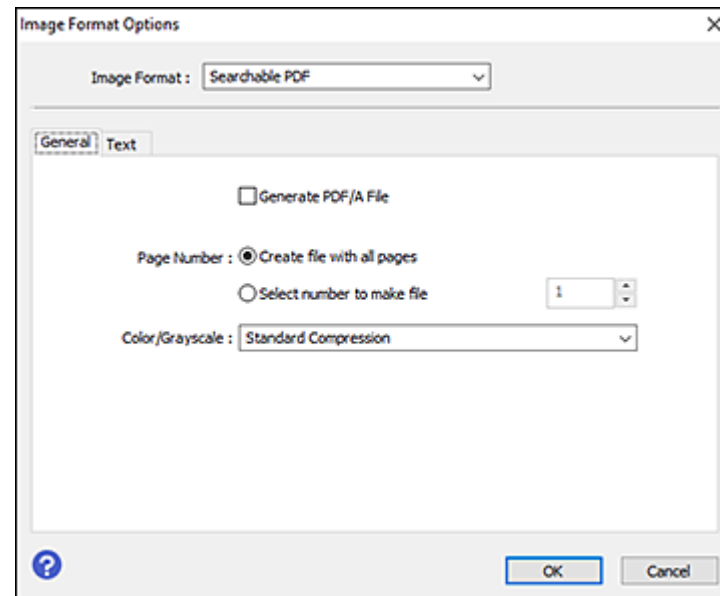 Image Format Options
Image Format : Searchable PDF
General Text
Generate PDF/A File
Page Number : Create file with all pages
Select number to make file 1
Color/Grayscale : Standard Compression
?
OK Cancel